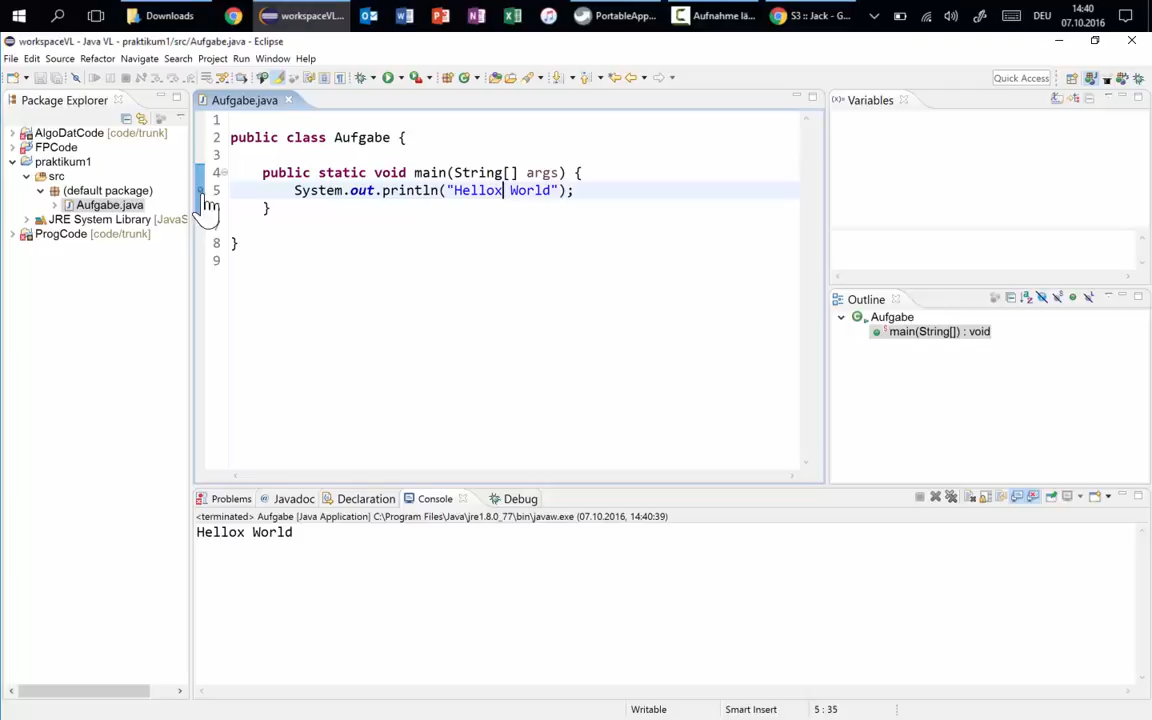 Downloads
workspaceVL...
PortableApp...
Aufnahme lä...
S3 :: Jack - G...
DEU
14:40
07.10.2016
workspaceVL - Java VL - praktikum1/src/Aufgabe.java - Eclipse
File Edit Source Refactor Navigate Search Project Run Window Help
Quick Access
Package Explorer
AlgoDatCode [code/trunk]
FPCode
praktikum1
src
(default package)
Aufgabe.java
JRE System Library [JavaS
ProgCode [code/trunk]
Aufgabe.java
1
2 public class Aufgabe {
3
4 public static void main(String[] args) {
5 System.out.println("Hellox World");
}
8 }
9
(x)= Variables
Outline
Aufgabe
main(String[]) : void
Problems Javadoc Declaration Console Debug
<terminated> Aufgabe [Java Application] C:\Program Files\Java\jre1.8.0_77\bin\javaw.exe (07.10.2016, 14:40:39)
Hellox World
Writable Smart Insert 5 : 35